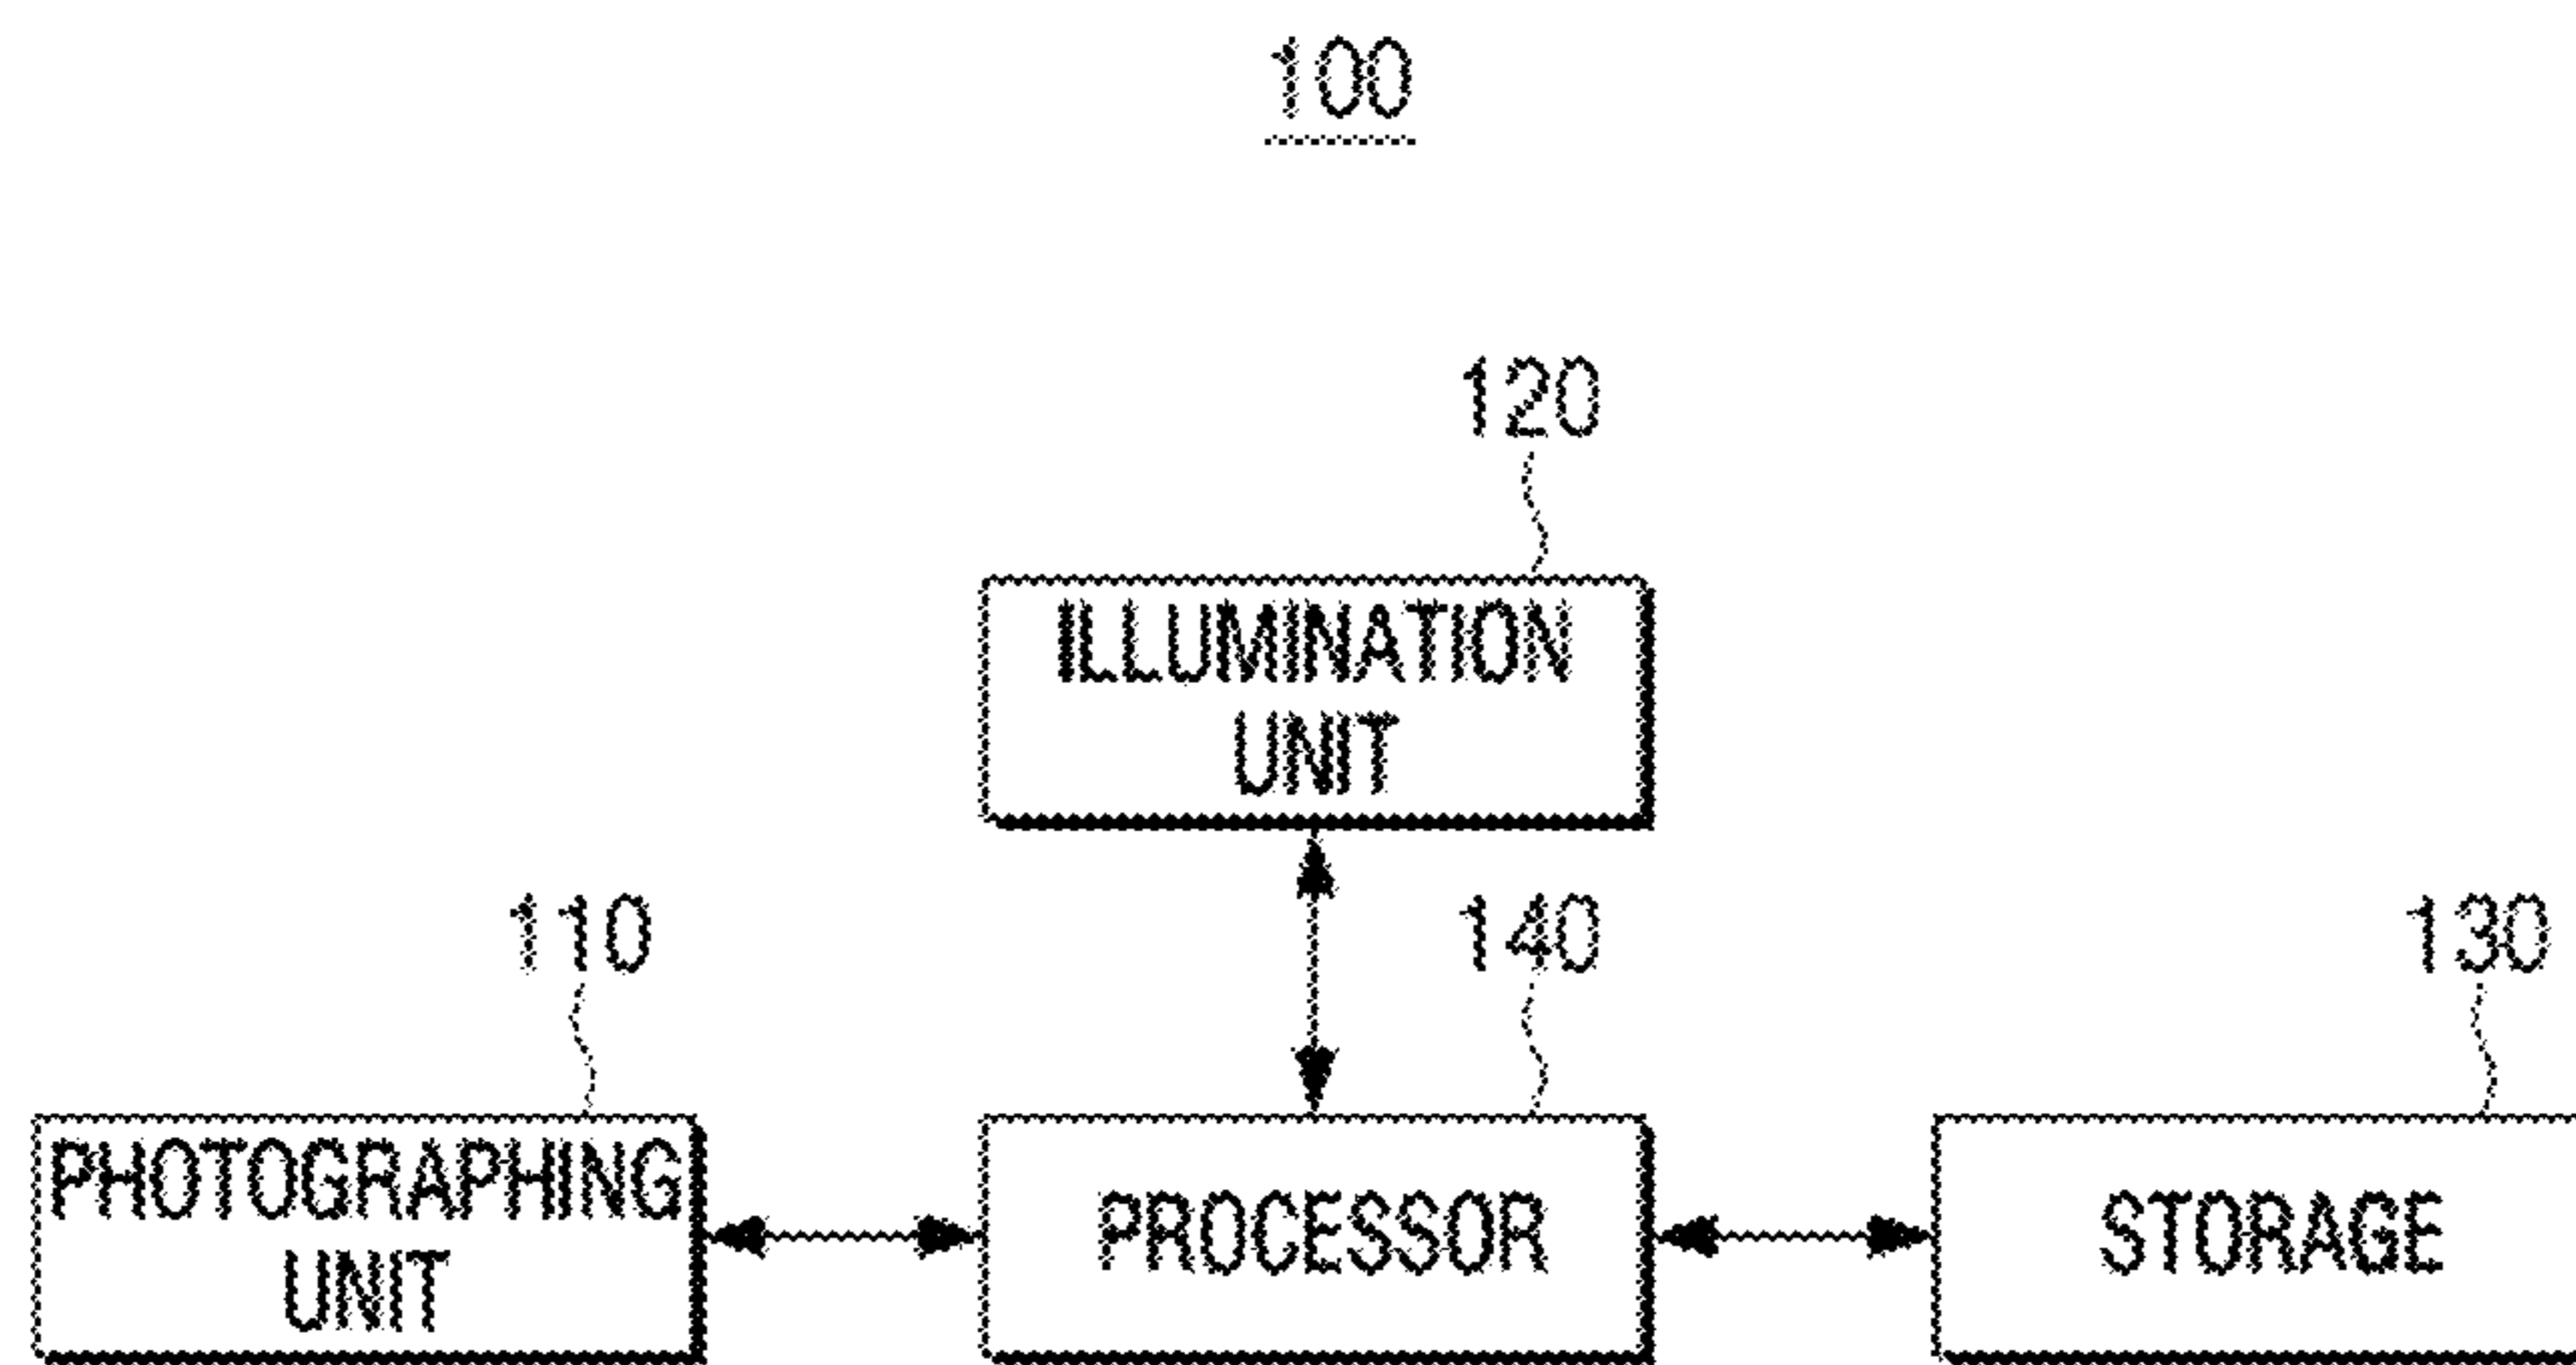 100
120
ILLUMINATION
UNIT
110
140
130
PHOTOGRAPHING
UNIT
PROCESSOR
STORAGE